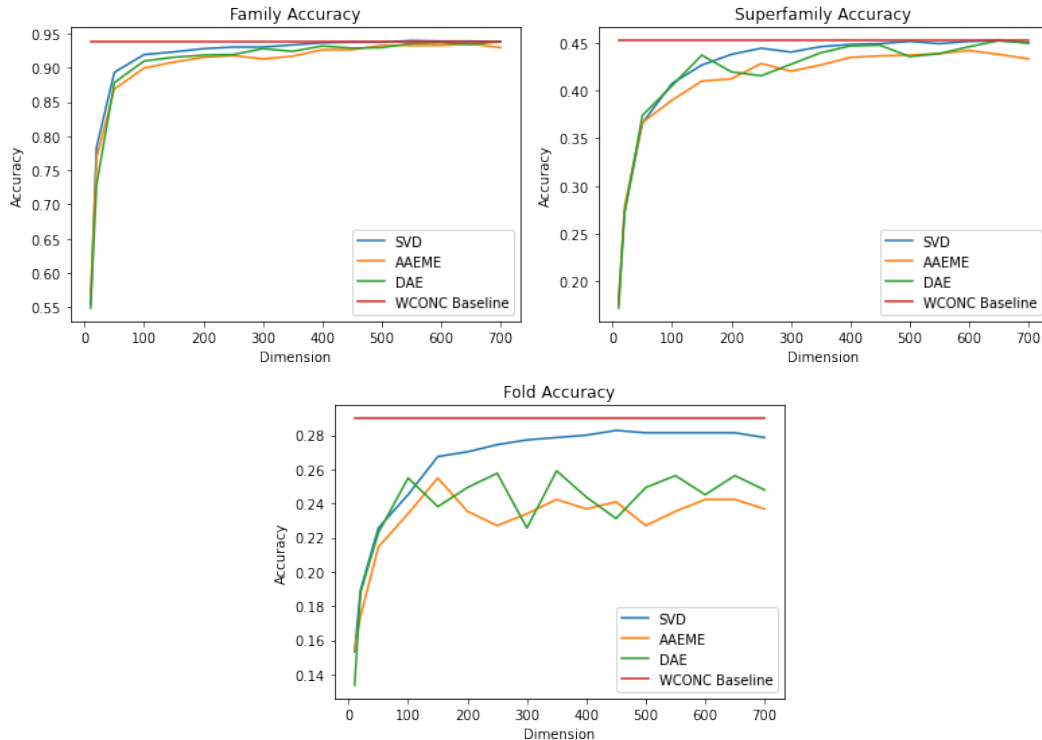 Family Accuracy
0.95
0.90
0.85
0.80
0.75
0.70
0.65
0.60
0.55
Accuracy
0 100 200 300 400 500 600 700
Dimension
SVD
AAEME
DAE
WCONC Baseline
Superfamily Accuracy
0.45
0.40
0.35
0.30
0.25
0.20
Accuracy
0 100 200 300 400 500 600 700
Dimension
SVD
AAEME
DAE
WCONC Baseline
Fold Accuracy
0.28
0.26
0.24
0.22
0.20
0.18
0.16
0.14
Accuracy
0 100 200 300 400 500 600 700
Dimension
SVD
AAEME
DAE
WCONC Baseline